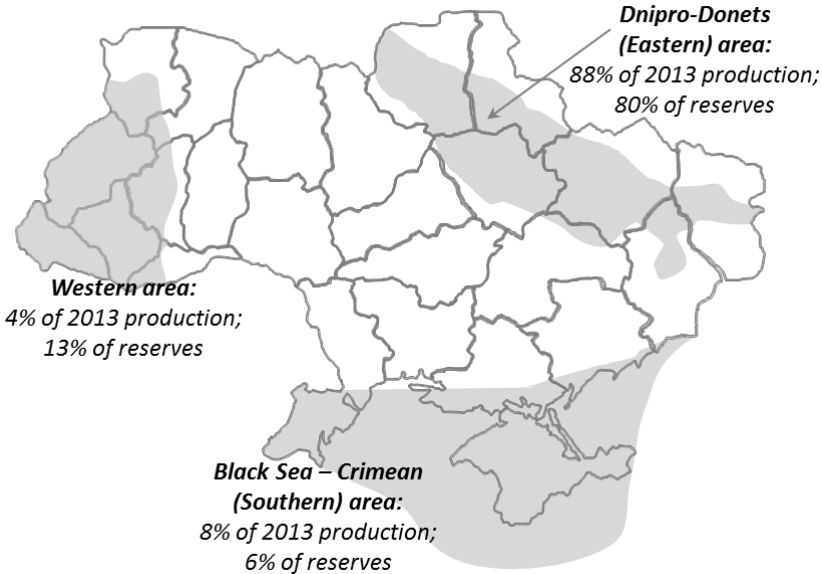 Dnipro-Donets
(Eastern) area:
88% of 2013 production;
80% of reserves
Western area:
4% of 2013 production;
13% of reserves
Black Sea – Crimean
(Southern) area:
8% of 2013 production;
6% of reserves